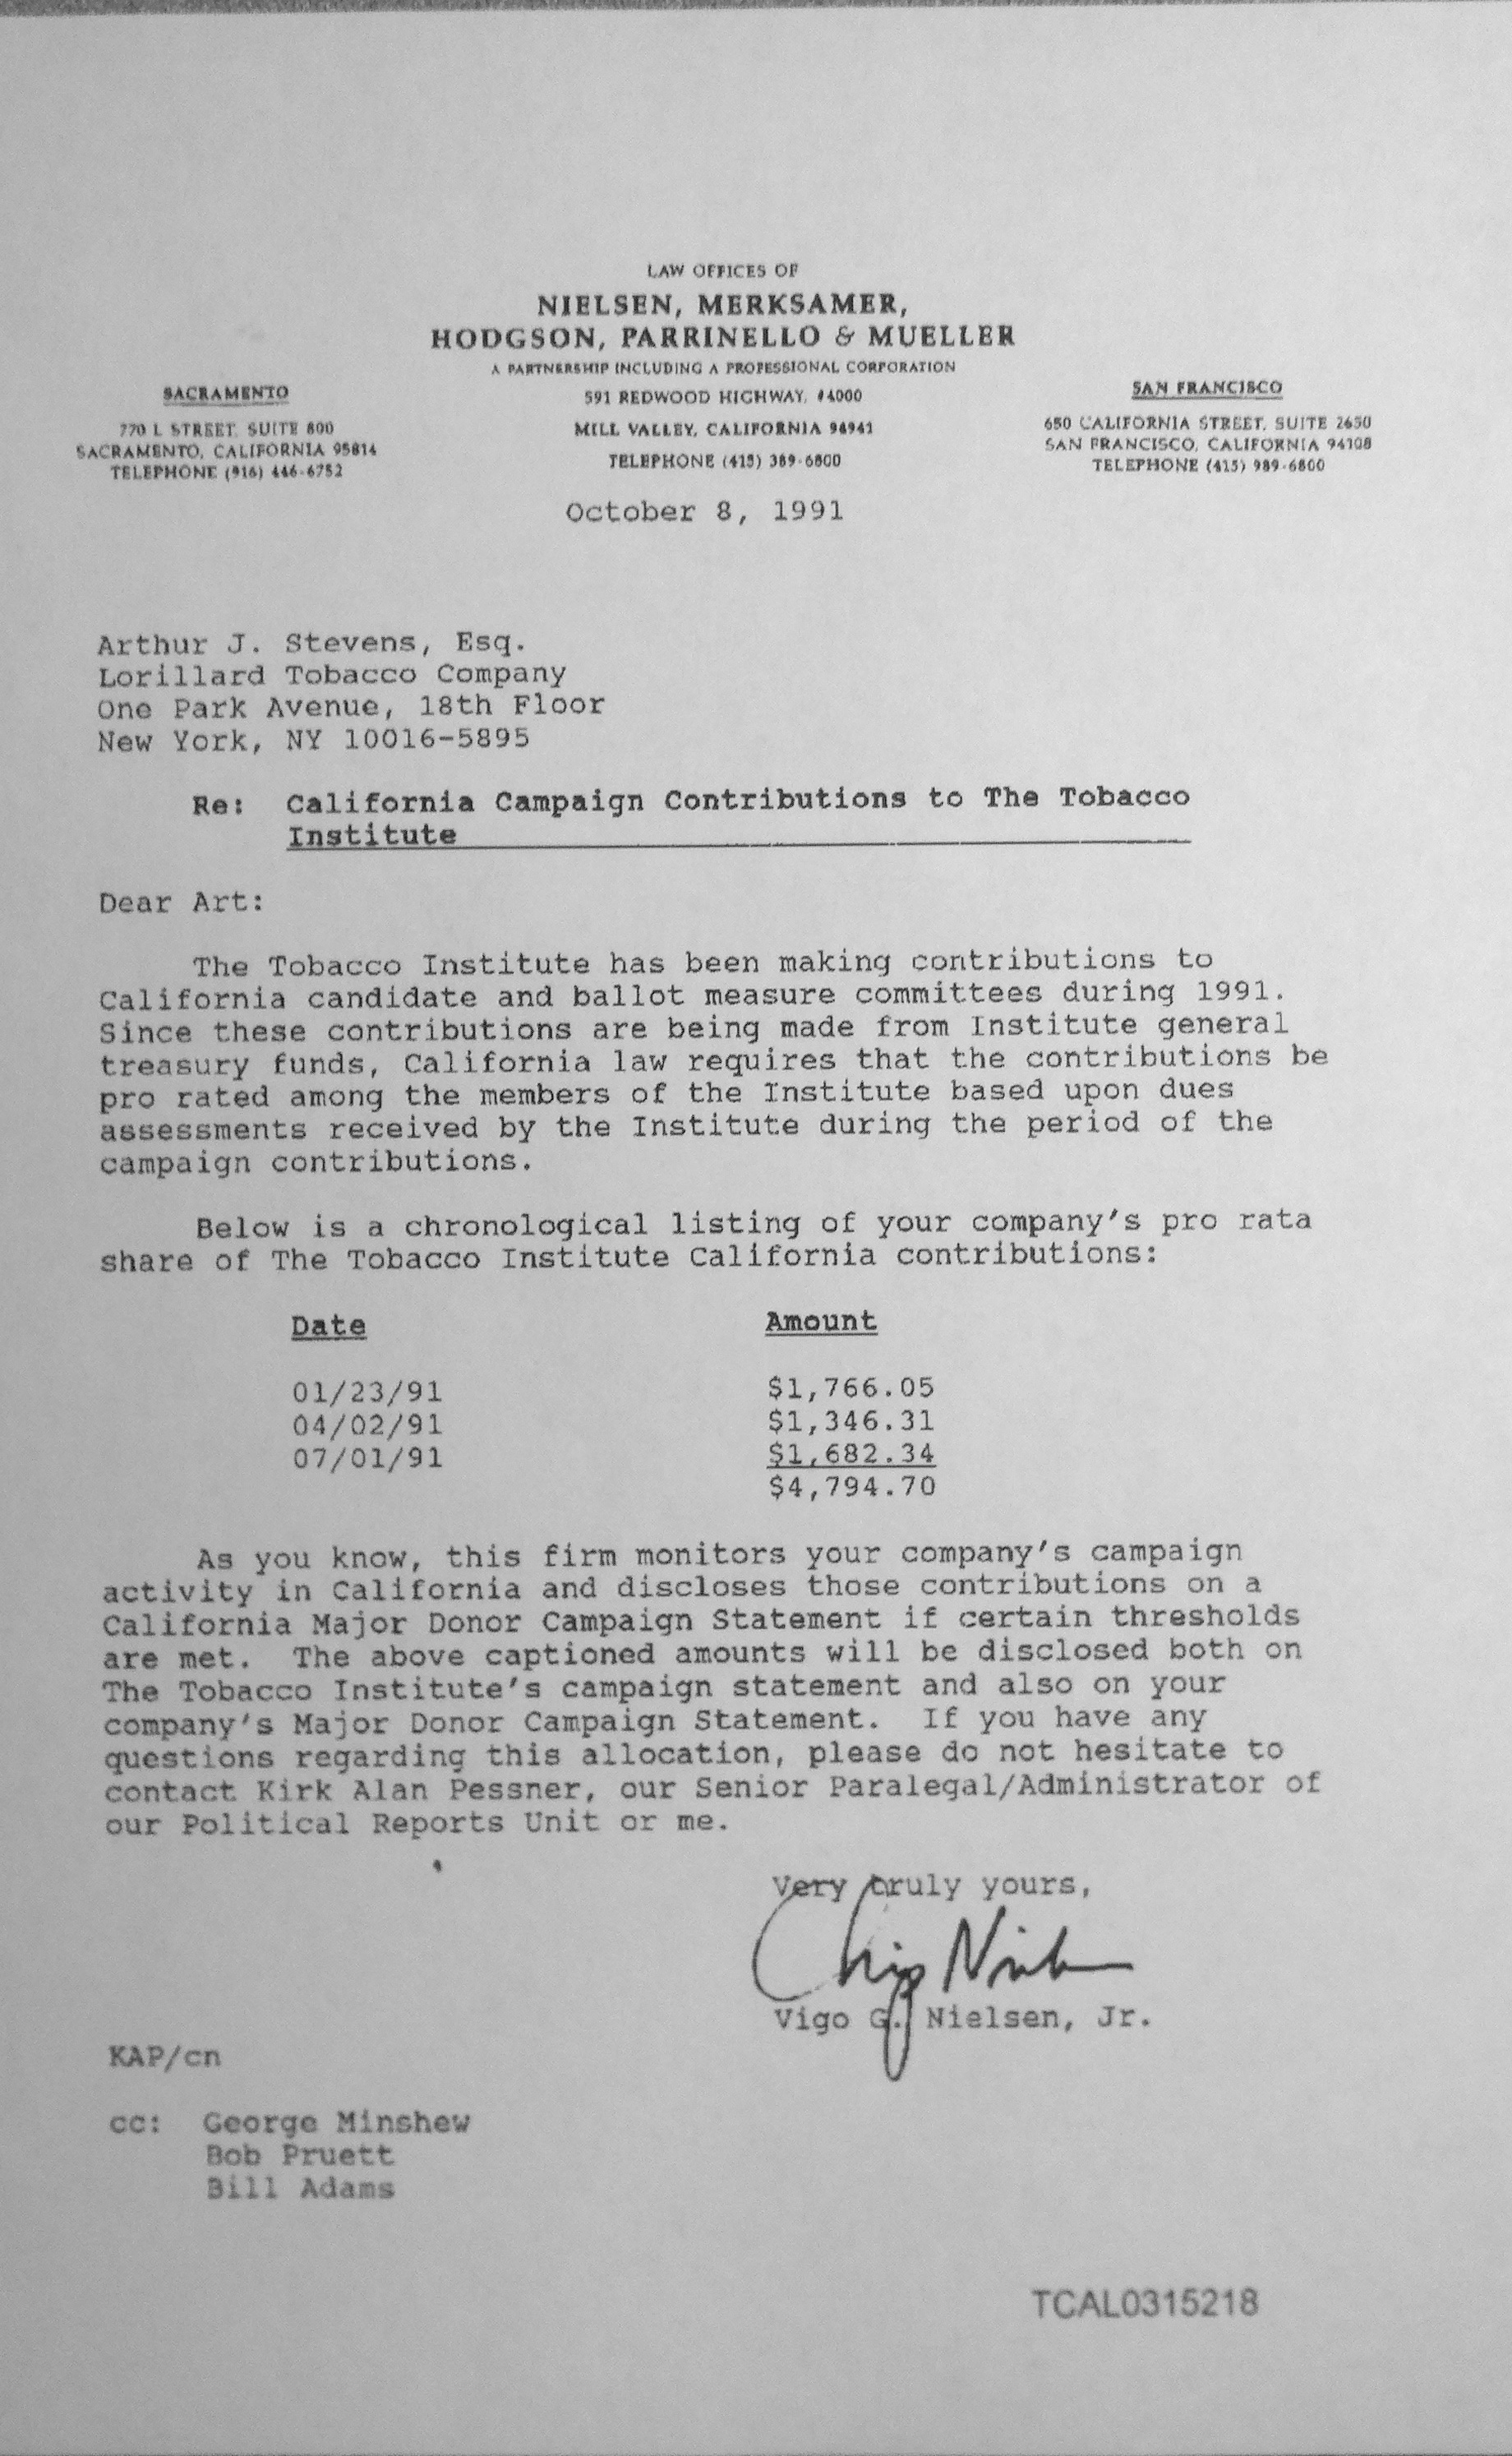 LAW OFFICES OF
NIELSEN, MERKSAMER,
HODGSON, PARRINELLO & MUELLER
A PARTNERSHIP INCLUDING A PROFESSIONAL CORPORATION
591 REDWOOD HIGHWAY, #4000
MILL VALLEY, CALIFORNIA 94941
TELEPHONE (415) 389-6800
SACRAMENTO
770 L STREET, SUITE 800
SACRAMENTO, CALIFORNIA 95814
TELEPHONE (916) 446-6752
SAN FRANCISCO
650 CALIFORNIA STREET, SUITE 2650
SAN FRANCISCO, CALIFORNIA 94108
TELEPHONE (415) 989-6800
October 8, 1991
Arthur J. Stevens, Esq.
Lorillard Tobacco Company
One Park Avenue, 18th Floor
New York, NY 10016-5895
Re: California Campaign Contributions to The Tobacco
Institute
Dear Art:
The Tobacco Institute has been making contributions to
California candidate and ballot measure committees during 1991.
Since these contributions are being made from Institute general
treasury funds, California law requires that the contributions be
pro rated among the members of the Institute based upon dues
assessments received by the Institute during the period of the
campaign contributions.
Below is a chronological listing of your company's pro rata
share of The Tobacco Institute California contributions:
Date Amount
01/23/91 $1,766.05
04/02/91 $1,346.31
07/01/91 $1,682.34
$4,794.70
As you know, this firm monitors your company's campaign
activity in California and discloses those contributions on a
California Major Donor Campaign Statement if certain thresholds
are met. The above captioned amounts will be disclosed both on
The Tobacco Institute's campaign statement and also on your
company's Major Donor Campaign Statement. If you have any
questions regarding this allocation, please do not hesitate to
contact Kirk Alan Pessner, our Senior Paralegal/Administrator of
our Political Reports Unit or me.
Very truly yours,
Chip Nielsen
Vigo G. Nielsen, Jr.
KAP/cn
cc: George Minshew
Bob Pruett
Bill Adams
TCAL0315218